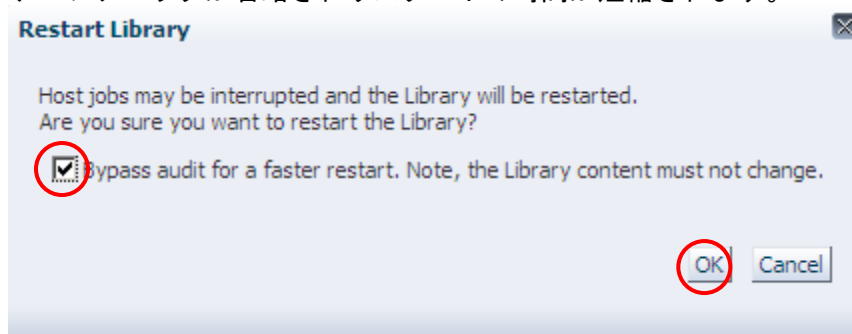 Restart Library
Host jobs may be interrupted and the Library will be restarted.
Are you sure you want to restart the Library?
Bypass audit for a faster restart. Note, the Library content must not change.
OK Cancel